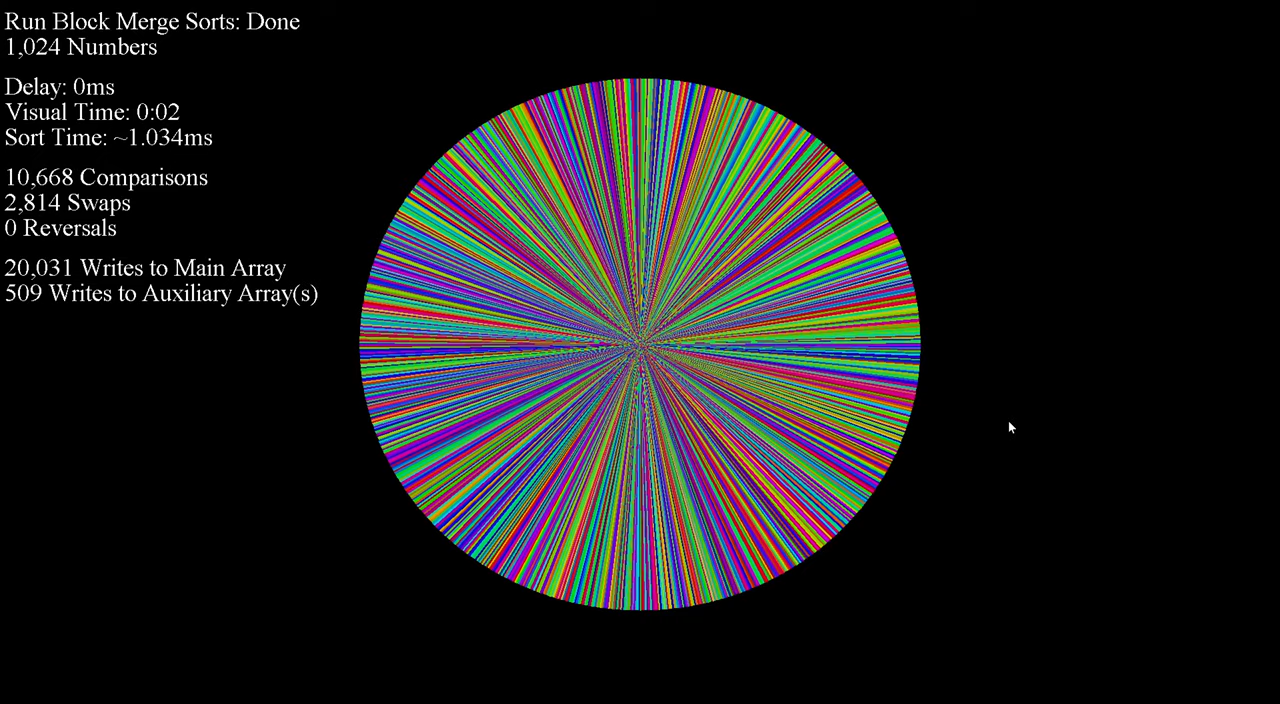 Run Block Merge Sorts: Done
1,024 Numbers
Delay: 0ms
Visual Time: 0:02
Sort Time: ~1.034ms
10,668 Comparisons
2,814 Swaps
0 Reversals
20,031 Writes to Main Array
509 Writes to Auxiliary Array(s)